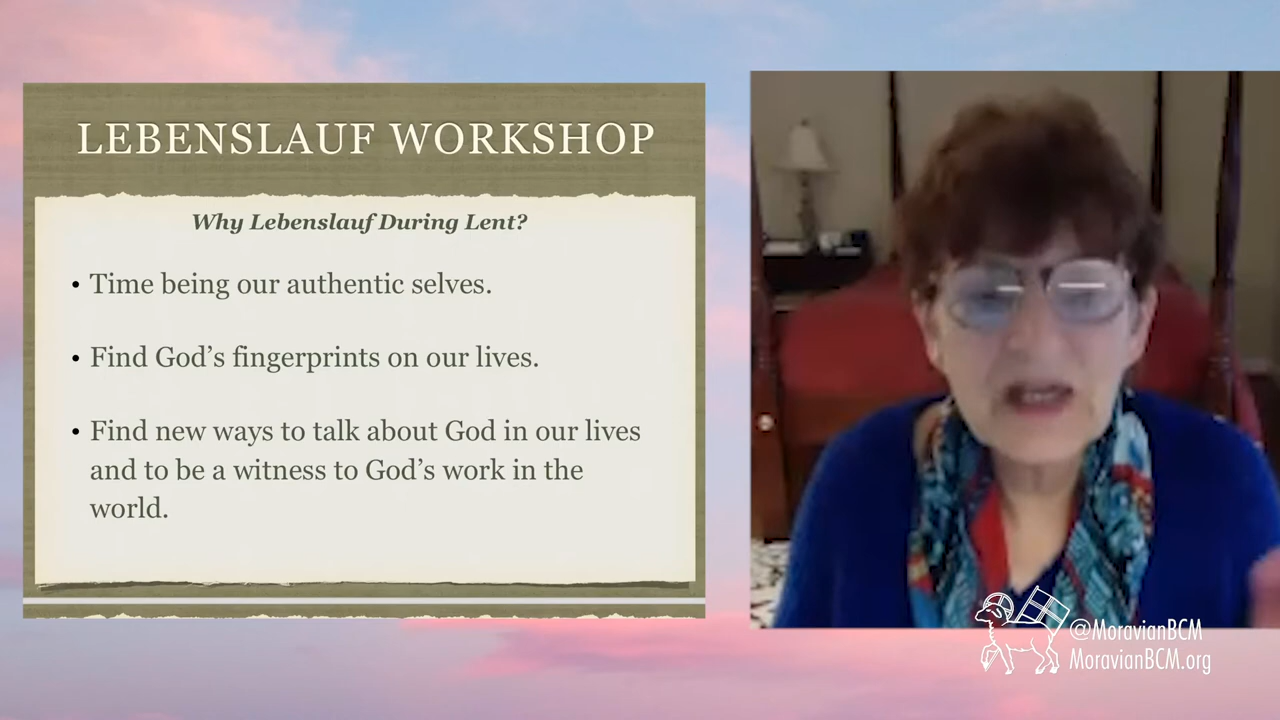 LEBENSLAUF WORKSHOP
Why Lebenslauf During Lent?
• Time being our authentic selves.
• Find God’s fingerprints on our lives.
• Find new ways to talk about God in our lives
and to be a witness to God’s work in the
world.
@MoravianBCM
MoravianBCM.org